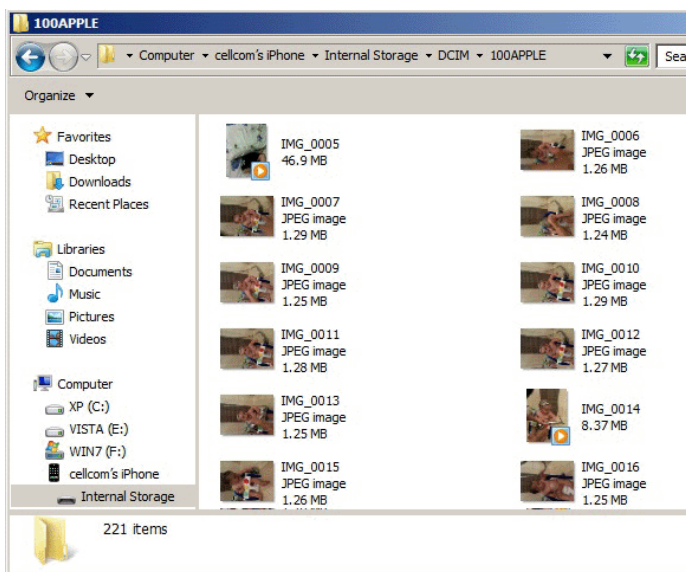 100APPLE
Computer cellcom's iPhone Internal Storage DCIM 100APPLE
Sea
Organize
Favorites
Desktop
Downloads
Recent Places
Libraries
Documents
Music
Pictures
Videos
Computer
XP (C:)
VISTA (E:)
WIN7 (F:)
cellcom's iPhone
Internal Storage
IMG_0005
46.9 MB
IMG_0006
JPEG image
1.26 MB
IMG_0007
JPEG image
1.29 MB
IMG_0008
JPEG image
1.24 MB
IMG_0009
JPEG image
1.25 MB
IMG_0010
JPEG image
1.29 MB
IMG_0011
JPEG image
1.28 MB
IMG_0012
JPEG image
1.27 MB
IMG_0013
JPEG image
1.25 MB
IMG_0014
8.37 MB
IMG_0015
JPEG image
1.26 MB
IMG_0016
JPEG image
1.25 MB
221 items